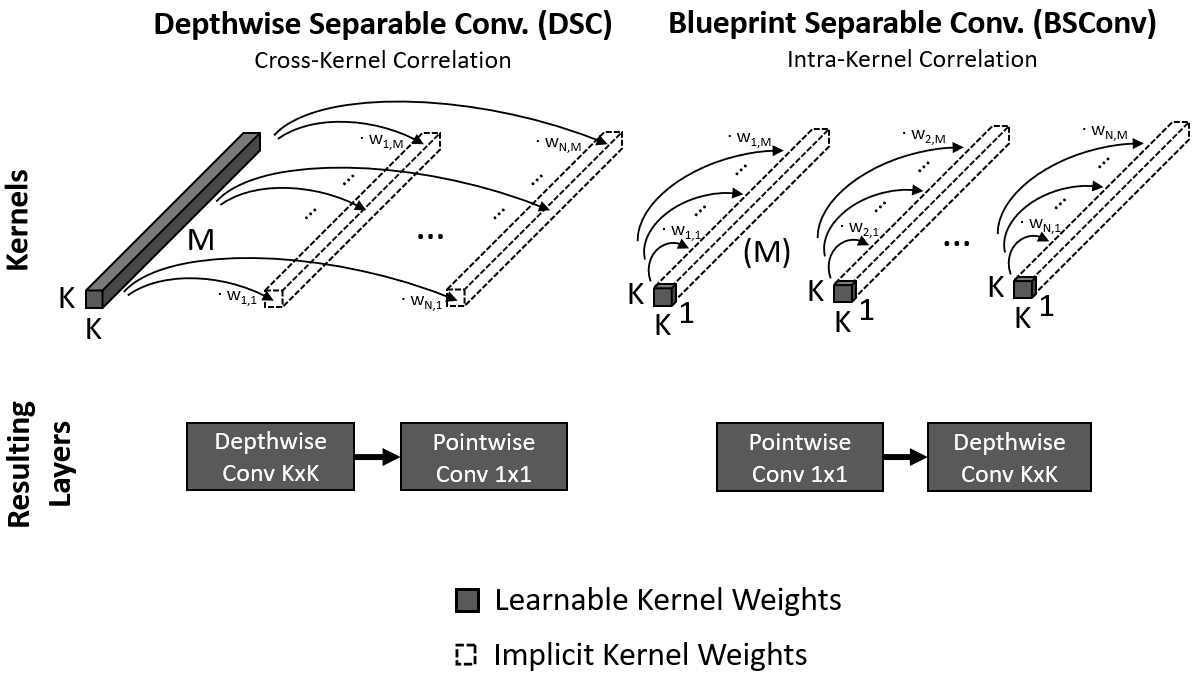 Depthwise Separable Conv. (DSC)
Cross-Kernel Correlation
Blueprint Separable Conv. (BSConv)
Intra-Kernel Correlation
Kernels
· w1,M
· wN,M
...
...
...
...
...
M
K
K
· w1,1
· wN,1
· w1,M
...
...
· w1,1
(M)
K
K
1
· w2,M
...
...
· w2,1
K
K
1
...
· wN,M
...
...
· wN,1
K
K
1
Resulting
Layers
Depthwise
Conv KxK
Pointwise
Conv 1x1
Pointwise
Conv 1x1
Depthwise
Conv KxK
Learnable Kernel Weights
Implicit Kernel Weights